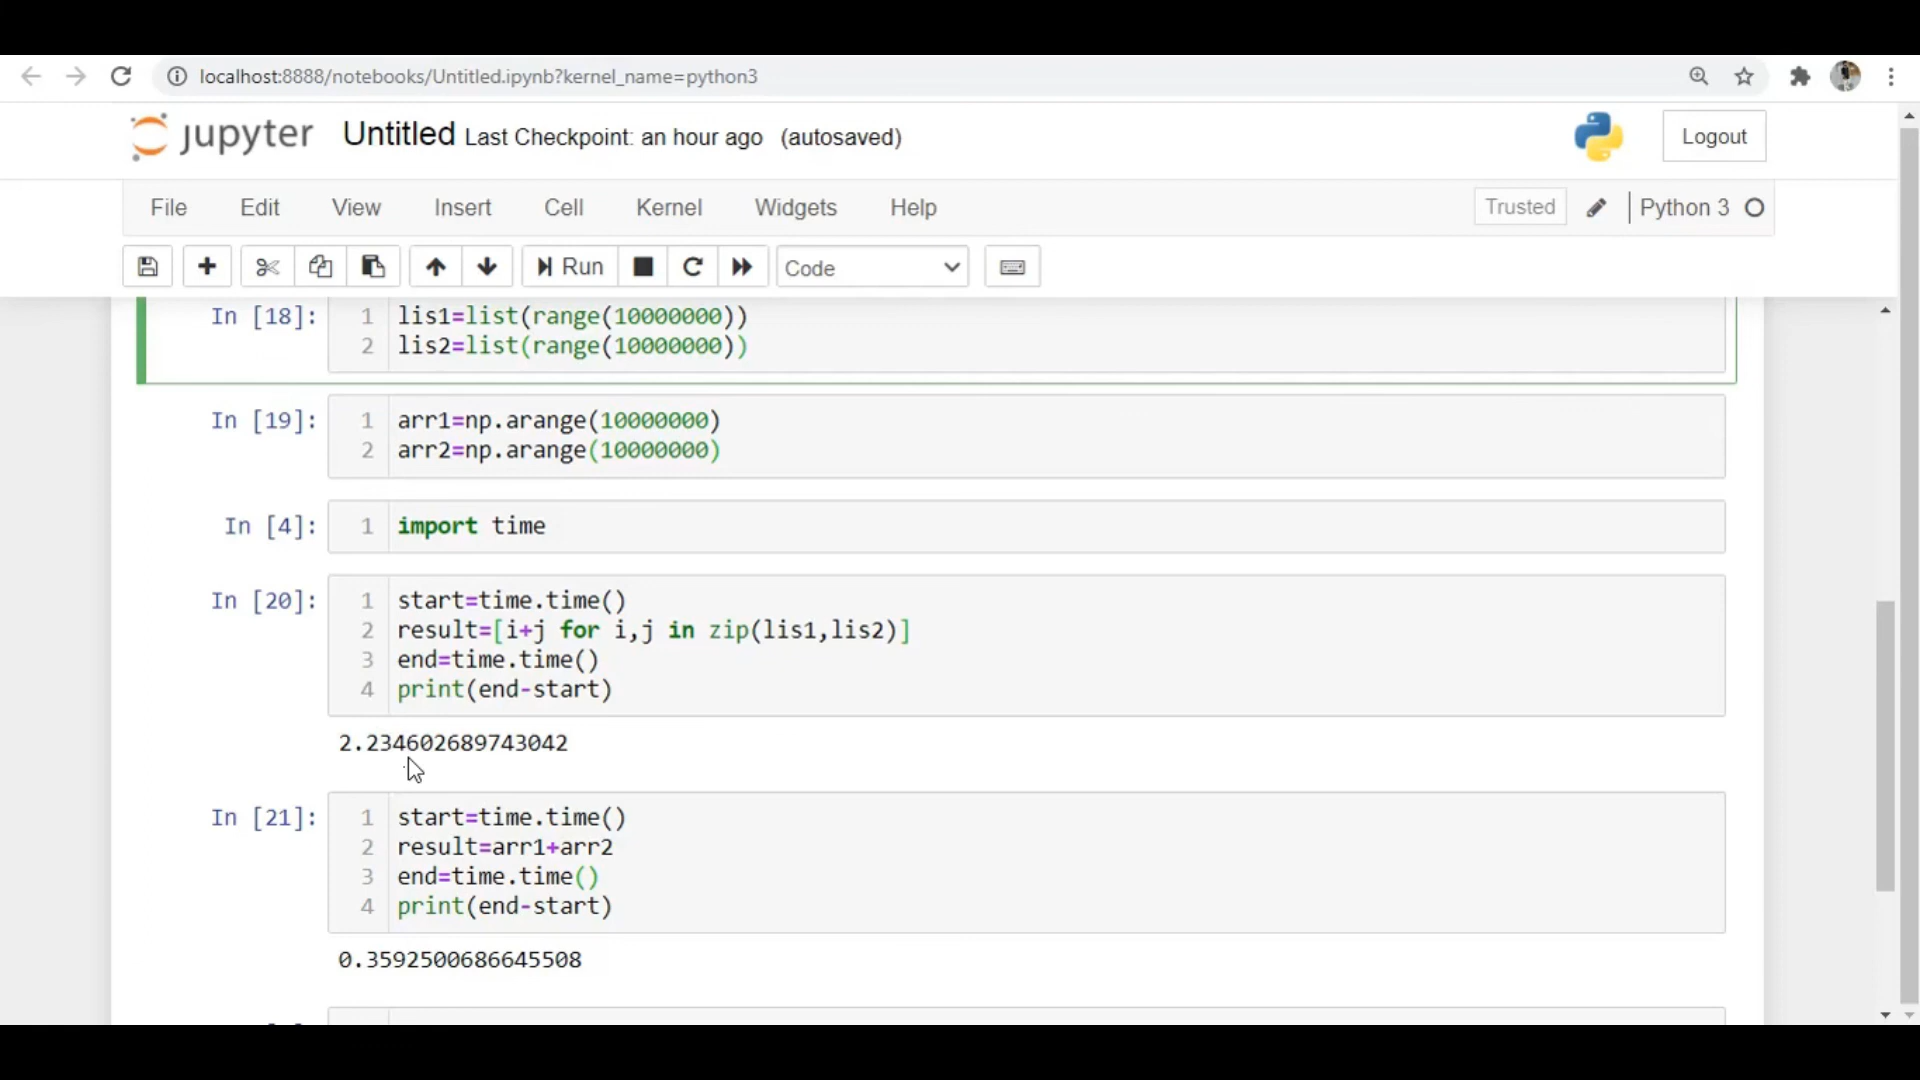 localhost:8888/notebooks/Untitled.ipynb?kernel_name=python3
jupyter Untitled Last Checkpoint: an hour ago (autosaved)
Logout
File Edit View Insert Cell Kernel Widgets Help
Trusted Python 3
Run Code
In [18]:
1 lis1=list(range(10000000))
2 lis2=list(range(10000000))
In [19]:
1 arr1=np.arange(10000000)
2 arr2=np.arange(10000000)
In [4]:
1 import time
In [20]:
1 start=time.time()
2 result=[i+j for i,j in zip(lis1,lis2)]
3 end=time.time()
4 print(end-start)
2.234602689743042
In [21]:
1 start=time.time()
2 result=arr1+arr2
3 end=time.time()
4 print(end-start)
0.3592500686645508